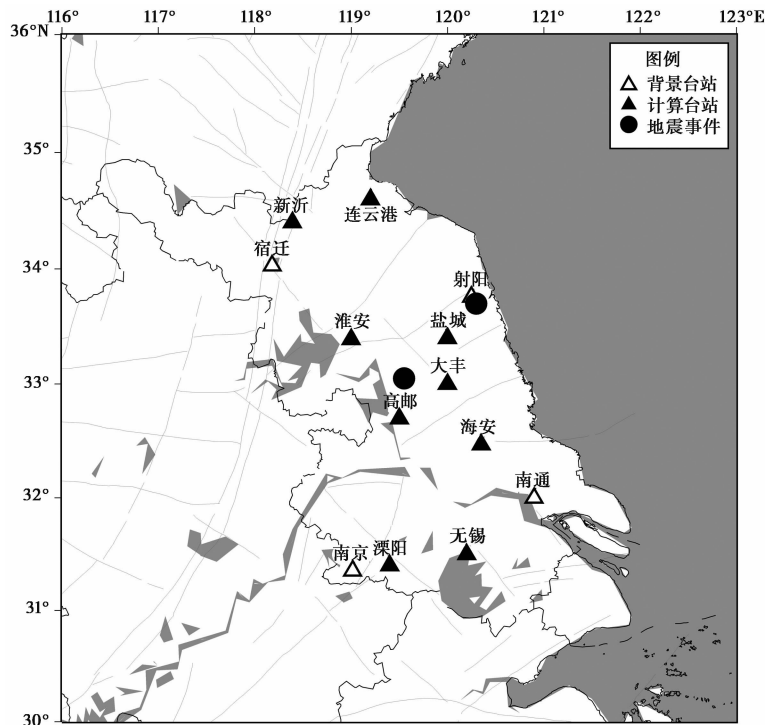 116° 117° 118° 119° 120° 121° 122° 123°E
36°N
图例
背景台站
计算台站
地震事件
35°
新沂
连云港
宿迁
34°
射阳
淮安
盐城
33°
大丰
高邮
海安
南通
32°
无锡
南京
溧阳
31°
30°